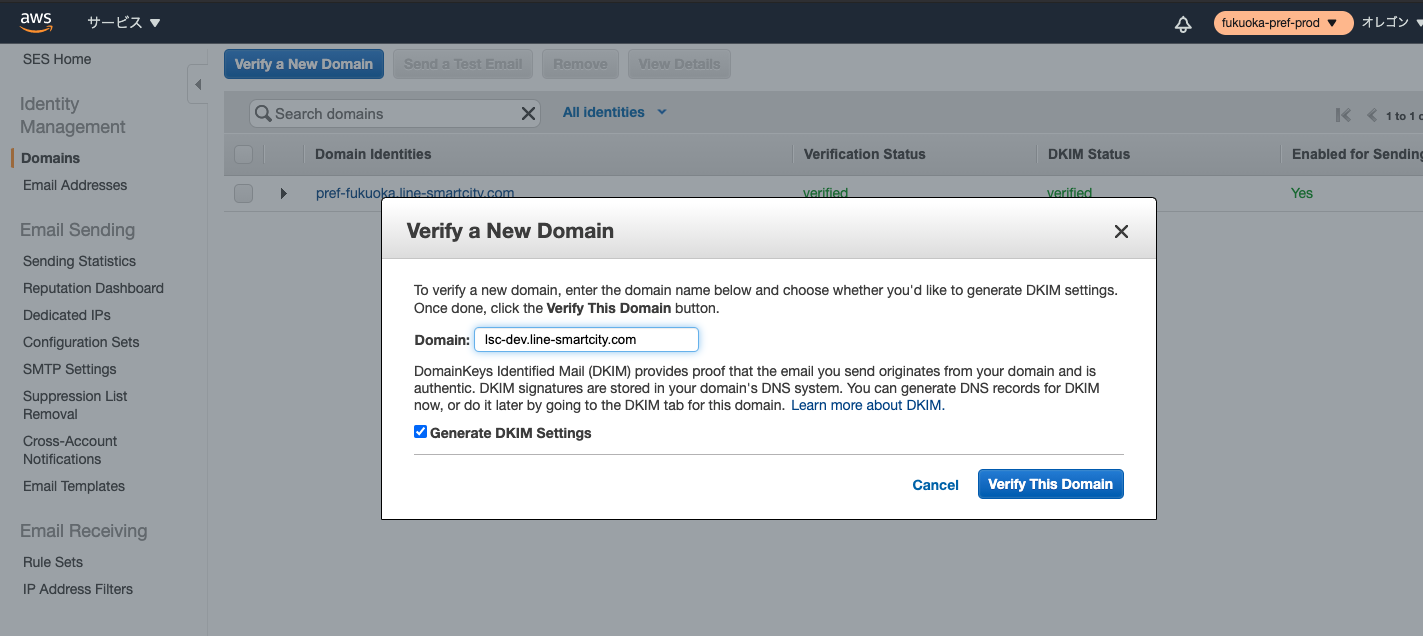 aws
サービス
fukuoka-pref-prod
オレゴン
SES Home
Identity
Management
Domains
Email Addresses
Email Sending
Sending Statistics
Reputation Dashboard
Dedicated IPs
Configuration Sets
SMTP Settings
Suppression List
Removal
Cross-Account
Notifications
Email Templates
Email Receiving
Rule Sets
IP Address Filters
Verify a New Domain
Send a Test Email
Remove
View Details
Search domains
All identities
1 to 1
Domain Identities
Verification Status
DKIM Status
Enabled for Sending
pref-fukuoka.line-smartcity.com
verified
verified
Yes
Verify a New Domain
To verify a new domain, enter the domain name below and choose whether you'd like to generate DKIM settings.
Once done, click the Verify This Domain button.
Domain: lsc-dev.line-smartcity.com
DomainKeys Identified Mail (DKIM) provides proof that the email you send originates from your domain and is
authentic. DKIM signatures are stored in your domain's DNS system. You can generate DNS records for DKIM
now, or do it later by going to the DKIM tab for this domain. Learn more about DKIM.
Generate DKIM Settings
Cancel
Verify This Domain